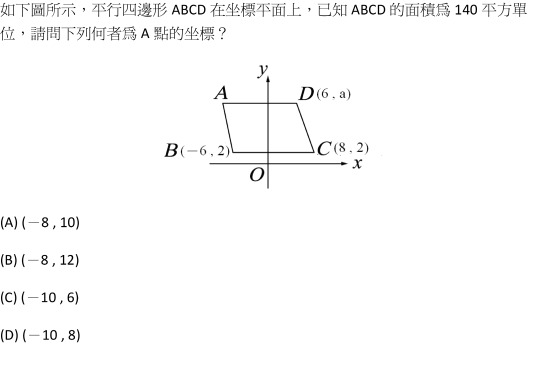 如下圖所示，平行四邊形 ABCD 在坐標平面上，已知 ABCD 的面積為 140 平方單
位，請問下列何者為 A 點的坐標？
y
A D(6 , a)
B(－6 , 2) C(8 , 2)
x
O
(A) (－8 , 10)
(B) (－8 , 12)
(C) (－10 , 6)
(D) (－10 , 8)